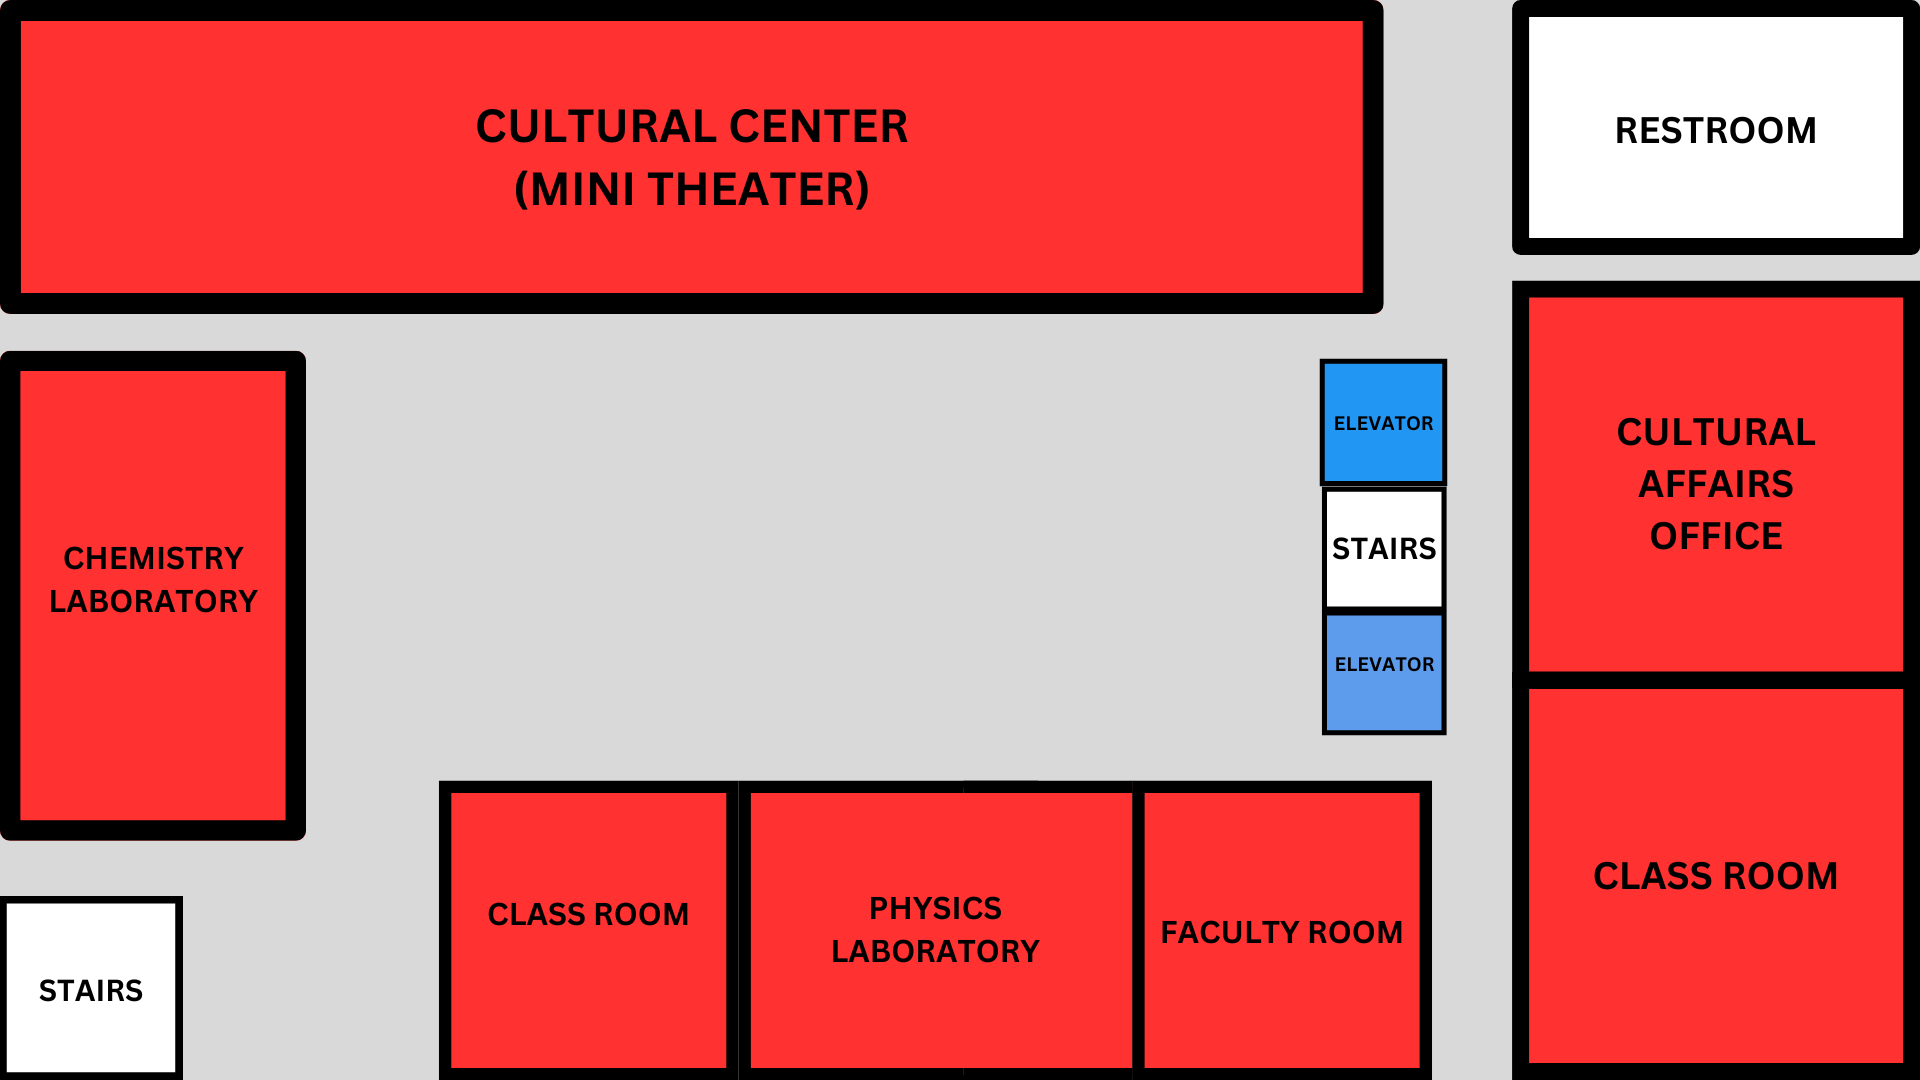 CULTURAL CENTER
(MINI THEATER)
RESTROOM
ELEVATOR
STAIRS
ELEVATOR
CULTURAL
AFFAIRS
OFFICE
CHEMISTRY
LABORATORY
CLASS ROOM
PHYSICS
LABORATORY
FACULTY ROOM
CLASS ROOM
STAIRS